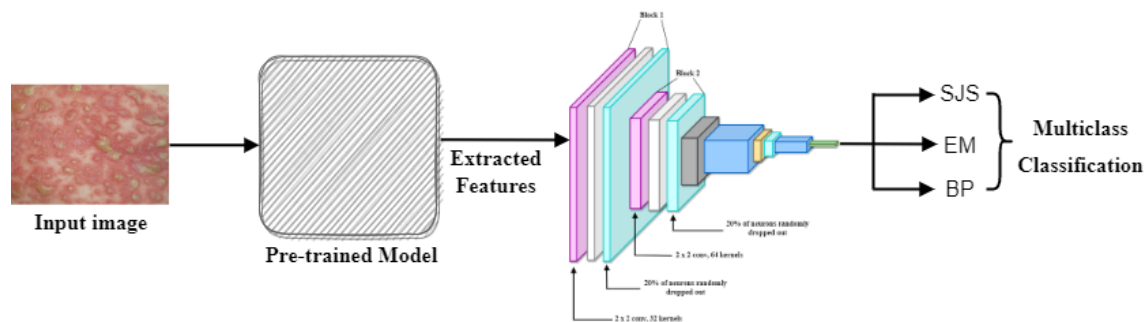 Block 1
Block 2
SJS
EM
BP
Multiclass
Classification
Extracted
Features
Input image
Pre-trained Model
20% of neurons randomly
dropped out
2 x 2 conv, 64 kernels
20% of neurons randomly
dropped out
2 x 2 conv, 32 kernels